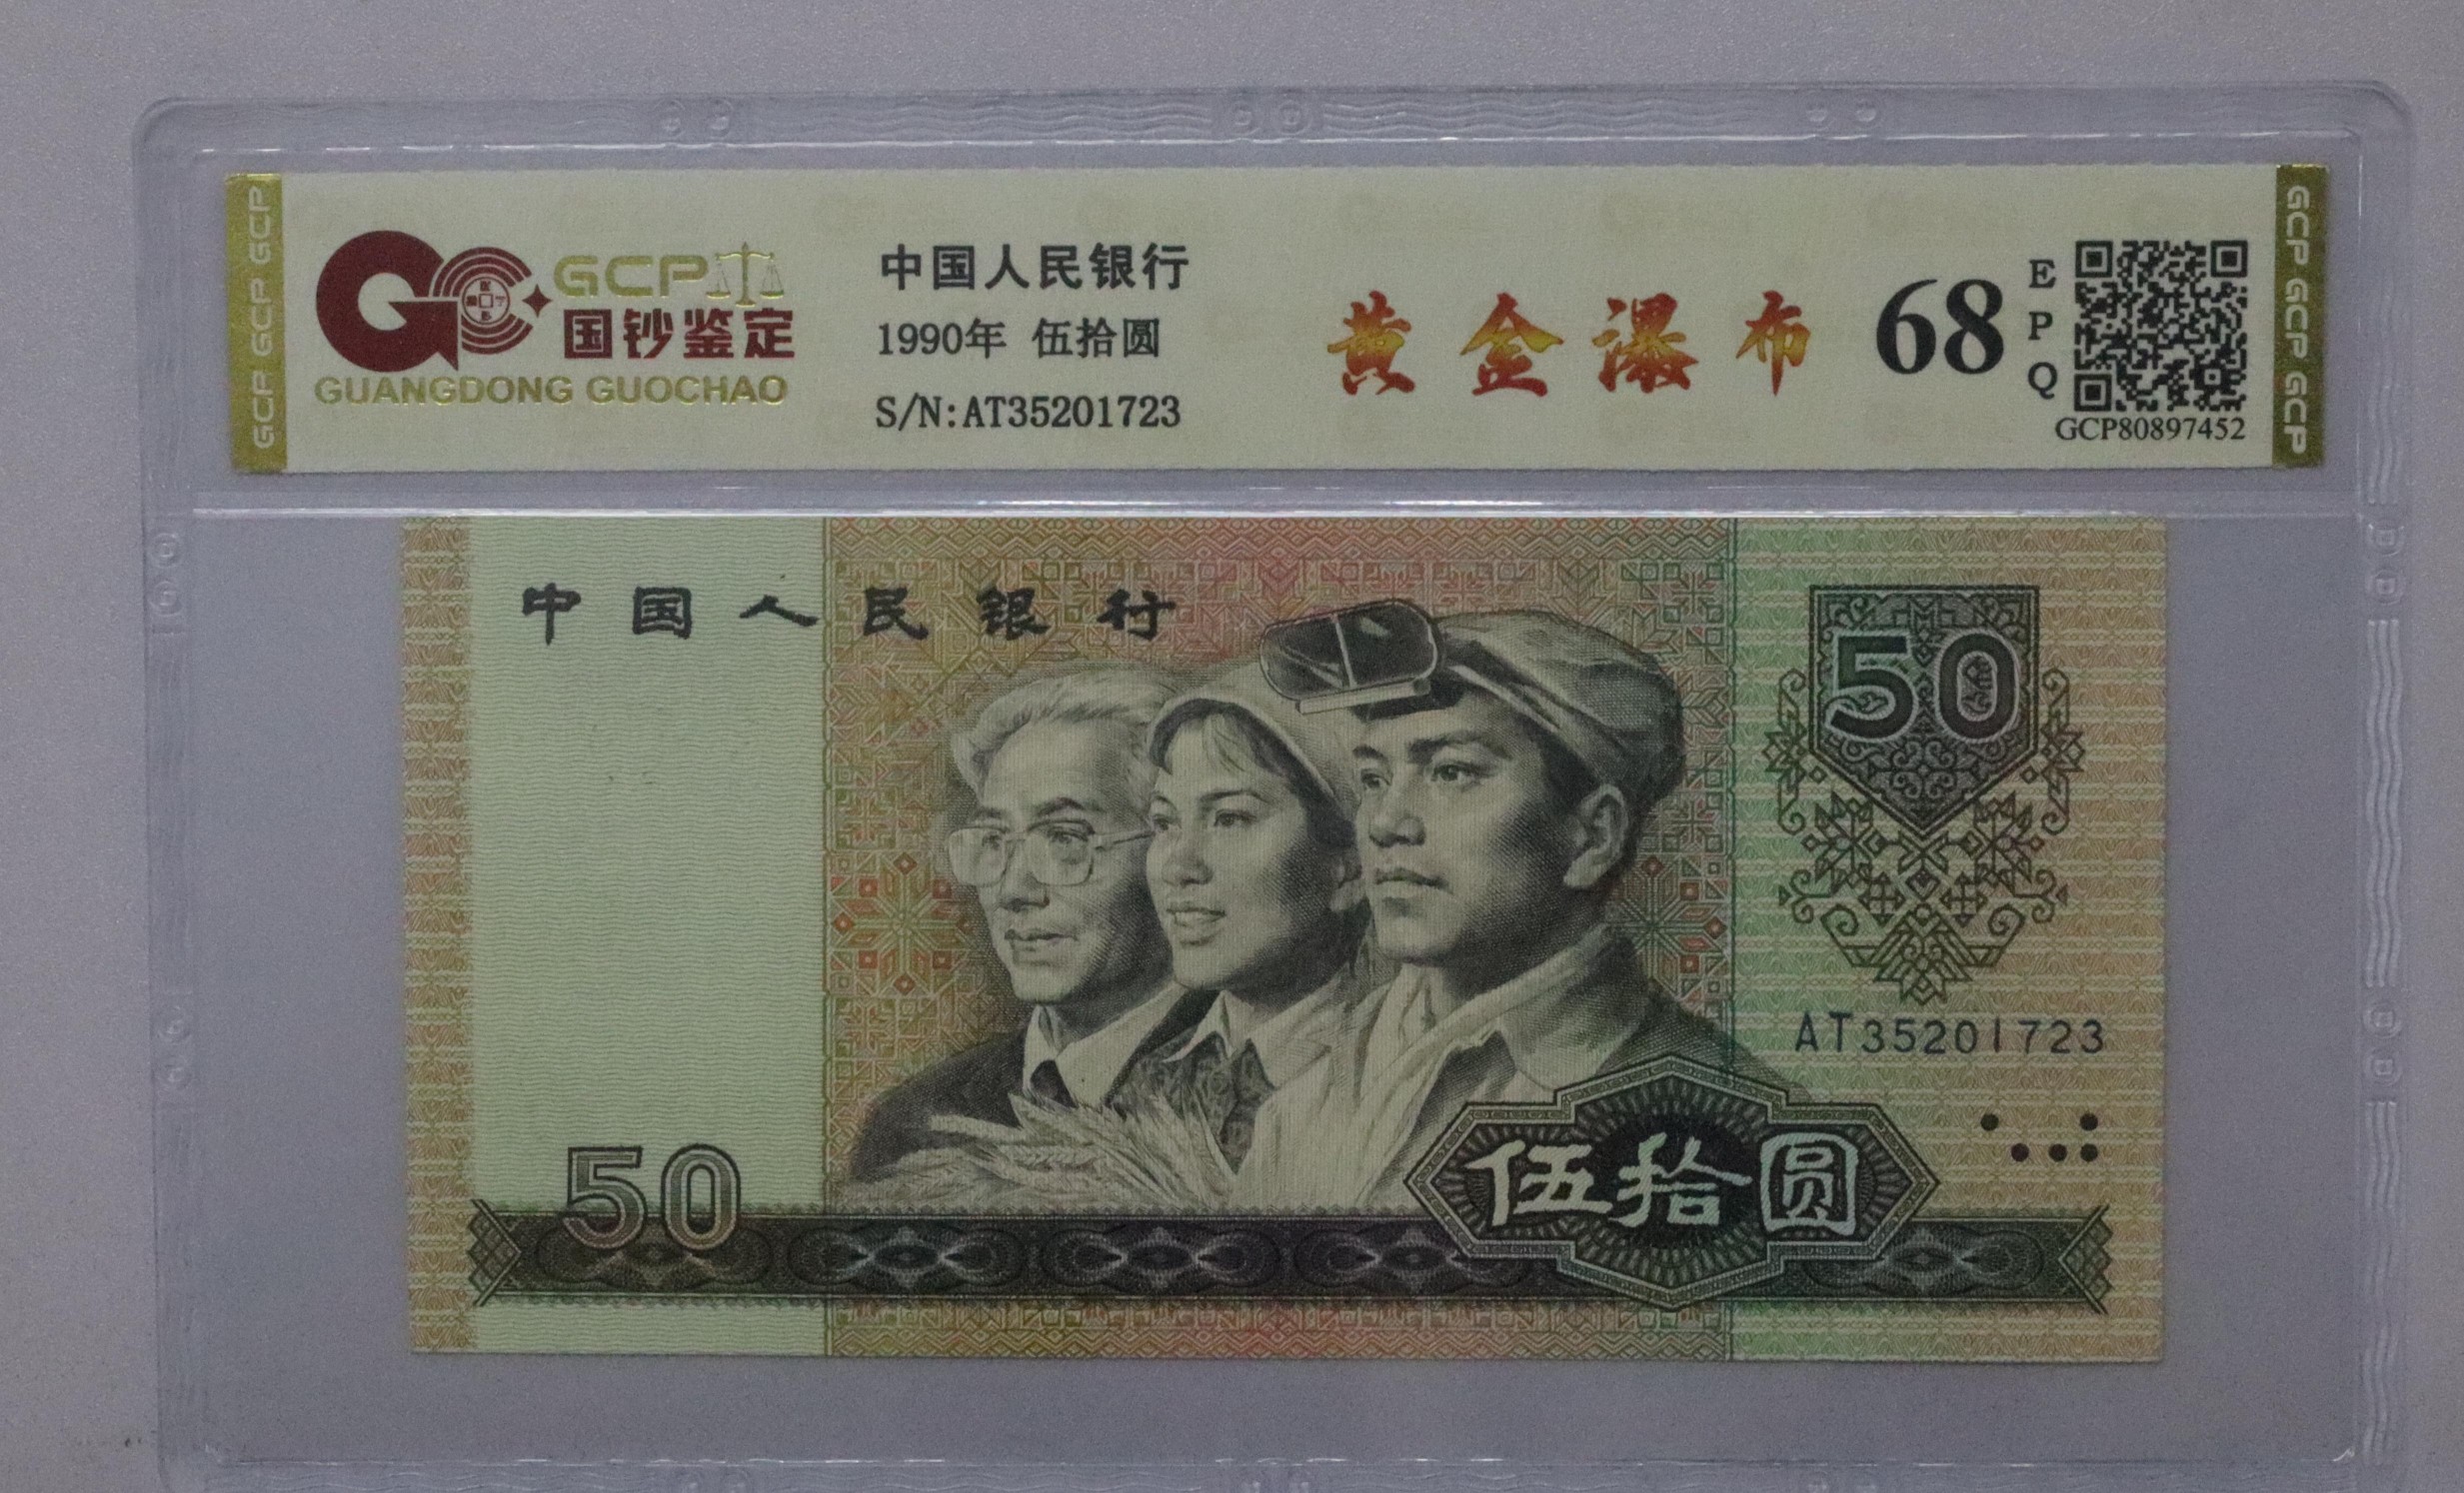 GCP GCP GCP
GCP
国钞鉴定
GUANGDONG GUOCHAO
中国人民银行
1990年 伍拾圆
S/N:AT35201723
黄金瀑布
68
EPQ
GCP80897452
GCP GCP GCP
中国人民银行
50
AT35201723
50
伍拾圆